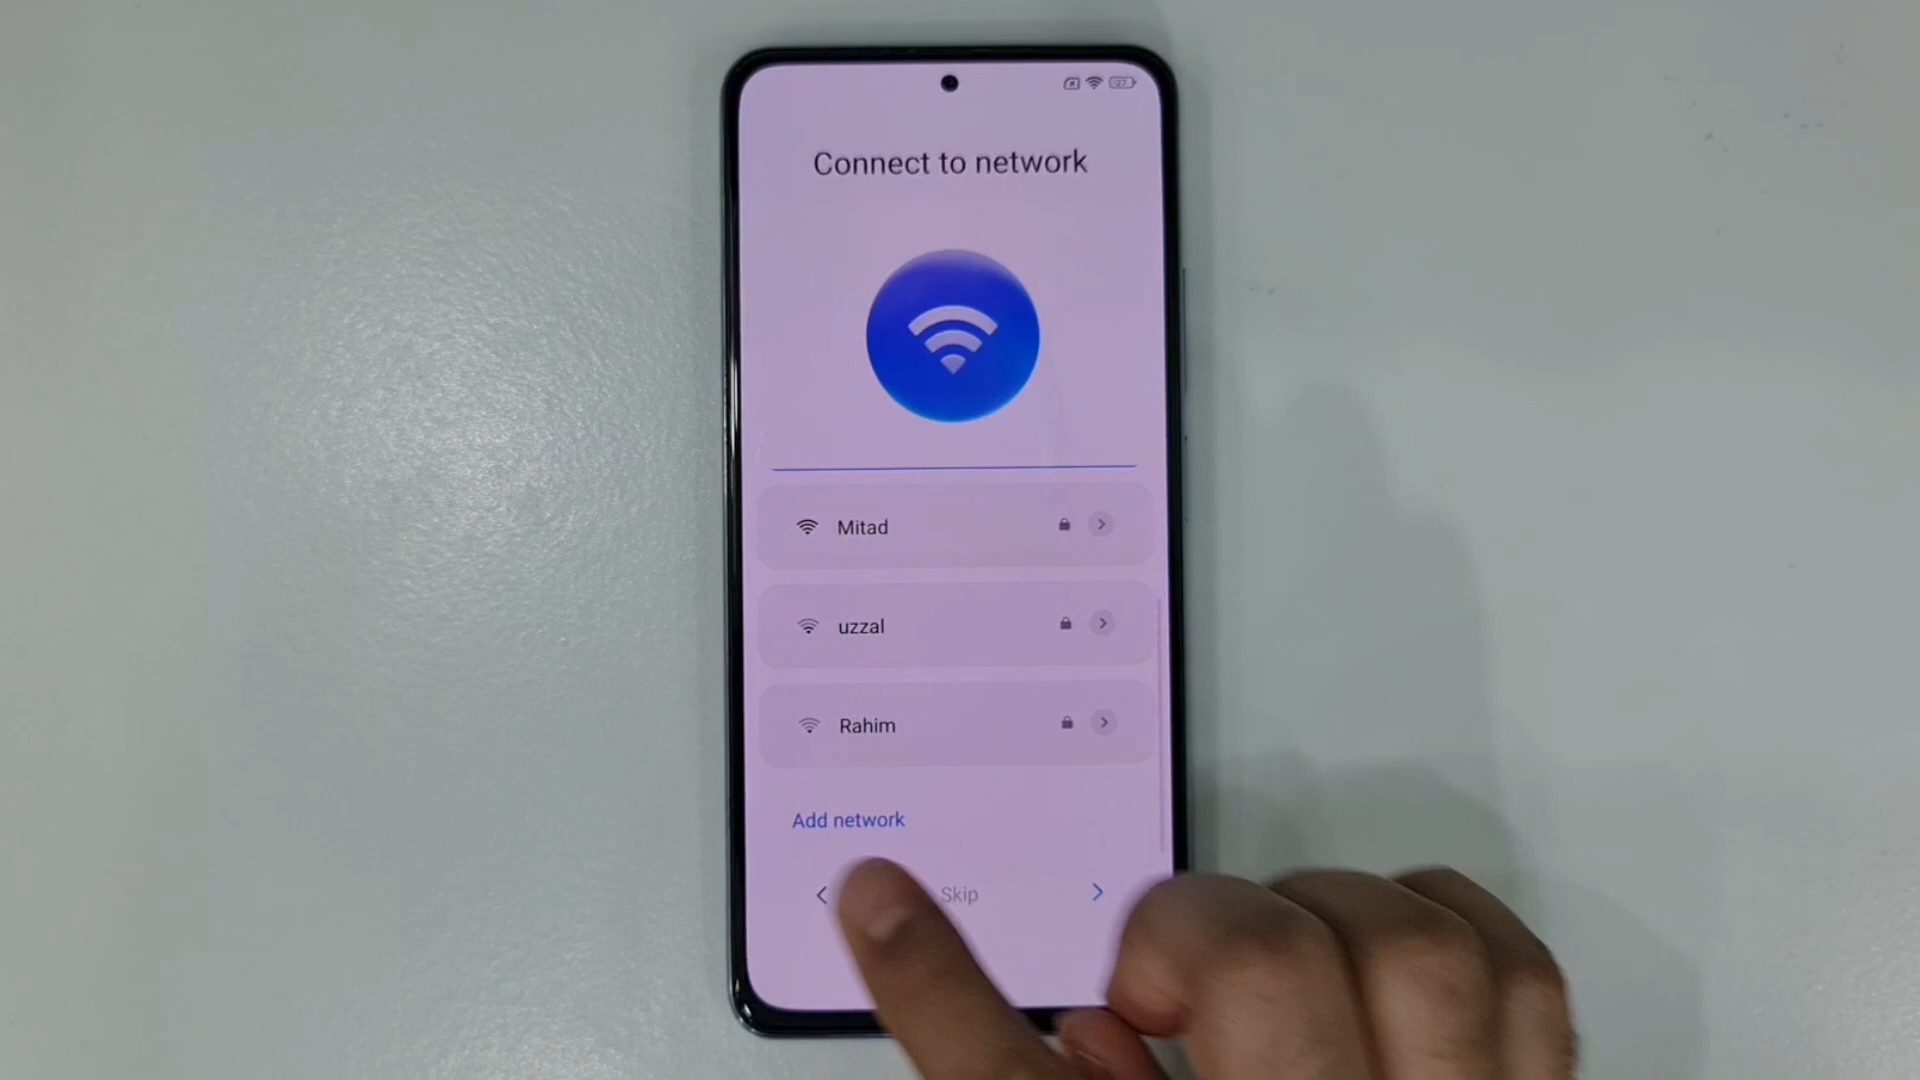 Connect to network
Mitad
uzzal
Rahim
Add network
Skip